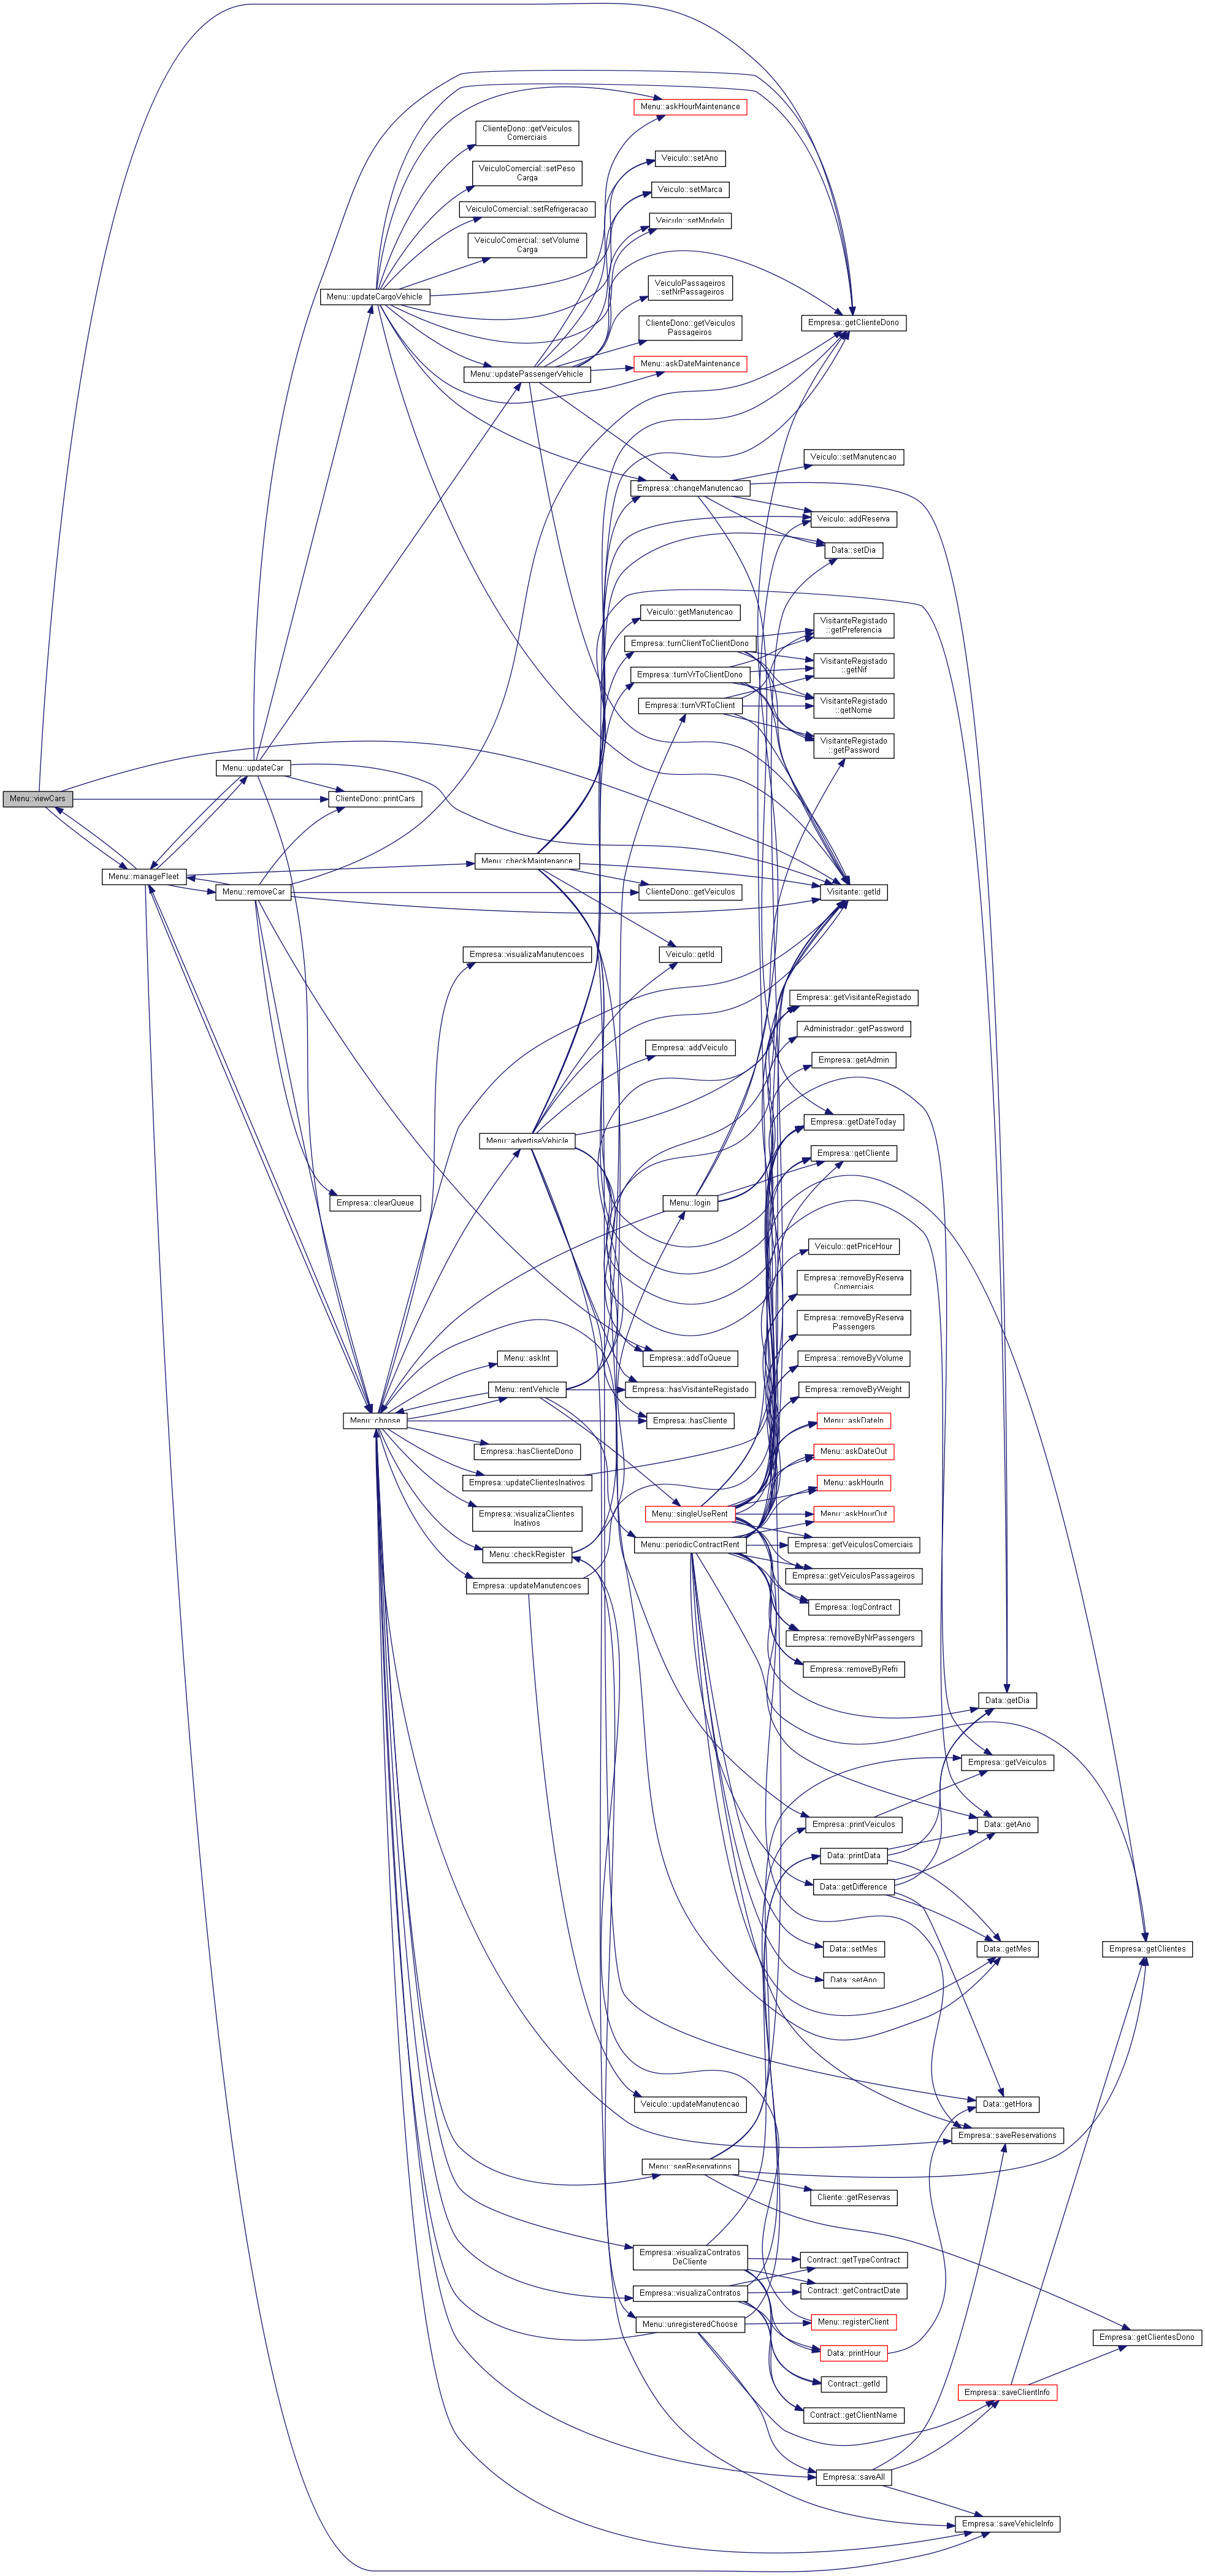 Menu::askHourMaintenance
ClienteDono::getVeiculos
Comerciais
Veiculo::setAno
VeiculoComercial::setPeso
Carga
Veiculo::setMarca
VeiculoComercial::setRefrigeracao
Veiculo::setModelo
VeiculoComercial::setVolume
Carga
VeiculoPassageiros
::setNrPassageiros
Menu::updateCargoVehicle
Empresa::getClienteDono
ClienteDono::getVeiculos
Passageiros
Menu::askDateMaintenance
Menu::updatePassengerVehicle
Veiculo::setManutencao
Empresa::changeManutencao
Veiculo::addReserva
Data::setDia
Veiculo::getManutencao
VisitanteRegistado
::getPreferencia
Empresa::turnClientToClientDono
VisitanteRegistado
::getNif
Empresa::turnVrToClientDono
VisitanteRegistado
::getNome
Empresa::turnVRToClient
VisitanteRegistado
::getPassword
Menu::updateCar
Menu::viewCars
ClienteDono::printCars
Menu::checkMaintenance
Menu::manageFleet
Menu::removeCar
ClienteDono::getVeiculos
Visitante::getId
Empresa::visualizaManutencoes
Veiculo::getId
Empresa::getVisitanteRegistado
Administrador::getPassword
Empresa::addVeiculo
Empresa::getAdmin
Empresa::getDateToday
Menu::advertiseVehicle
Empresa::getCliente
Empresa::clearQueue
Menu::login
Veiculo::getPriceHour
Empresa::removeByReserva
Comerciais
Empresa::removeByReserva
Passengers
Menu::askInt
Empresa::addToQueue
Empresa::removeByVolume
Menu::rentVehicle
Empresa::hasVisitanteRegistado
Empresa::removeByWeight
Menu::choose
Empresa::hasCliente
Menu::askDateIn
Empresa::hasClienteDono
Menu::askDateOut
Empresa::updateClientesInativos
Menu::askHourIn
Empresa::visualizaClientes
Inativos
Menu::singleUseRent
Menu::askHourOut
Menu::periodicContractRent
Empresa::getVeiculosComerciais
Menu::checkRegister
Empresa::getVeiculosPassageiros
Empresa::updateManutencoes
Empresa::logContract
Empresa::removeByNrPassengers
Empresa::removeByRefri
Data::getDia
Empresa::getVeiculos
Empresa::printVeiculos
Data::getAno
Data::printData
Data::getDifference
Data::setMes
Data::getMes
Empresa::getClientes
Data::setAno
Veiculo::updateManutencao
Data::getHora
Empresa::saveReservations
Menu::seeReservations
Cliente::getReservas
Empresa::visualizaContratos
DeCliente
Contract::getTypeContract
Empresa::visualizaContratos
Contract::getContractDate
Menu::unregisteredChoose
Menu::registerClient
Empresa::getClientesDono
Data::printHour
Contract::getId
Empresa::saveClientInfo
Contract::getClientName
Empresa::saveAll
Empresa::saveVehicleInfo